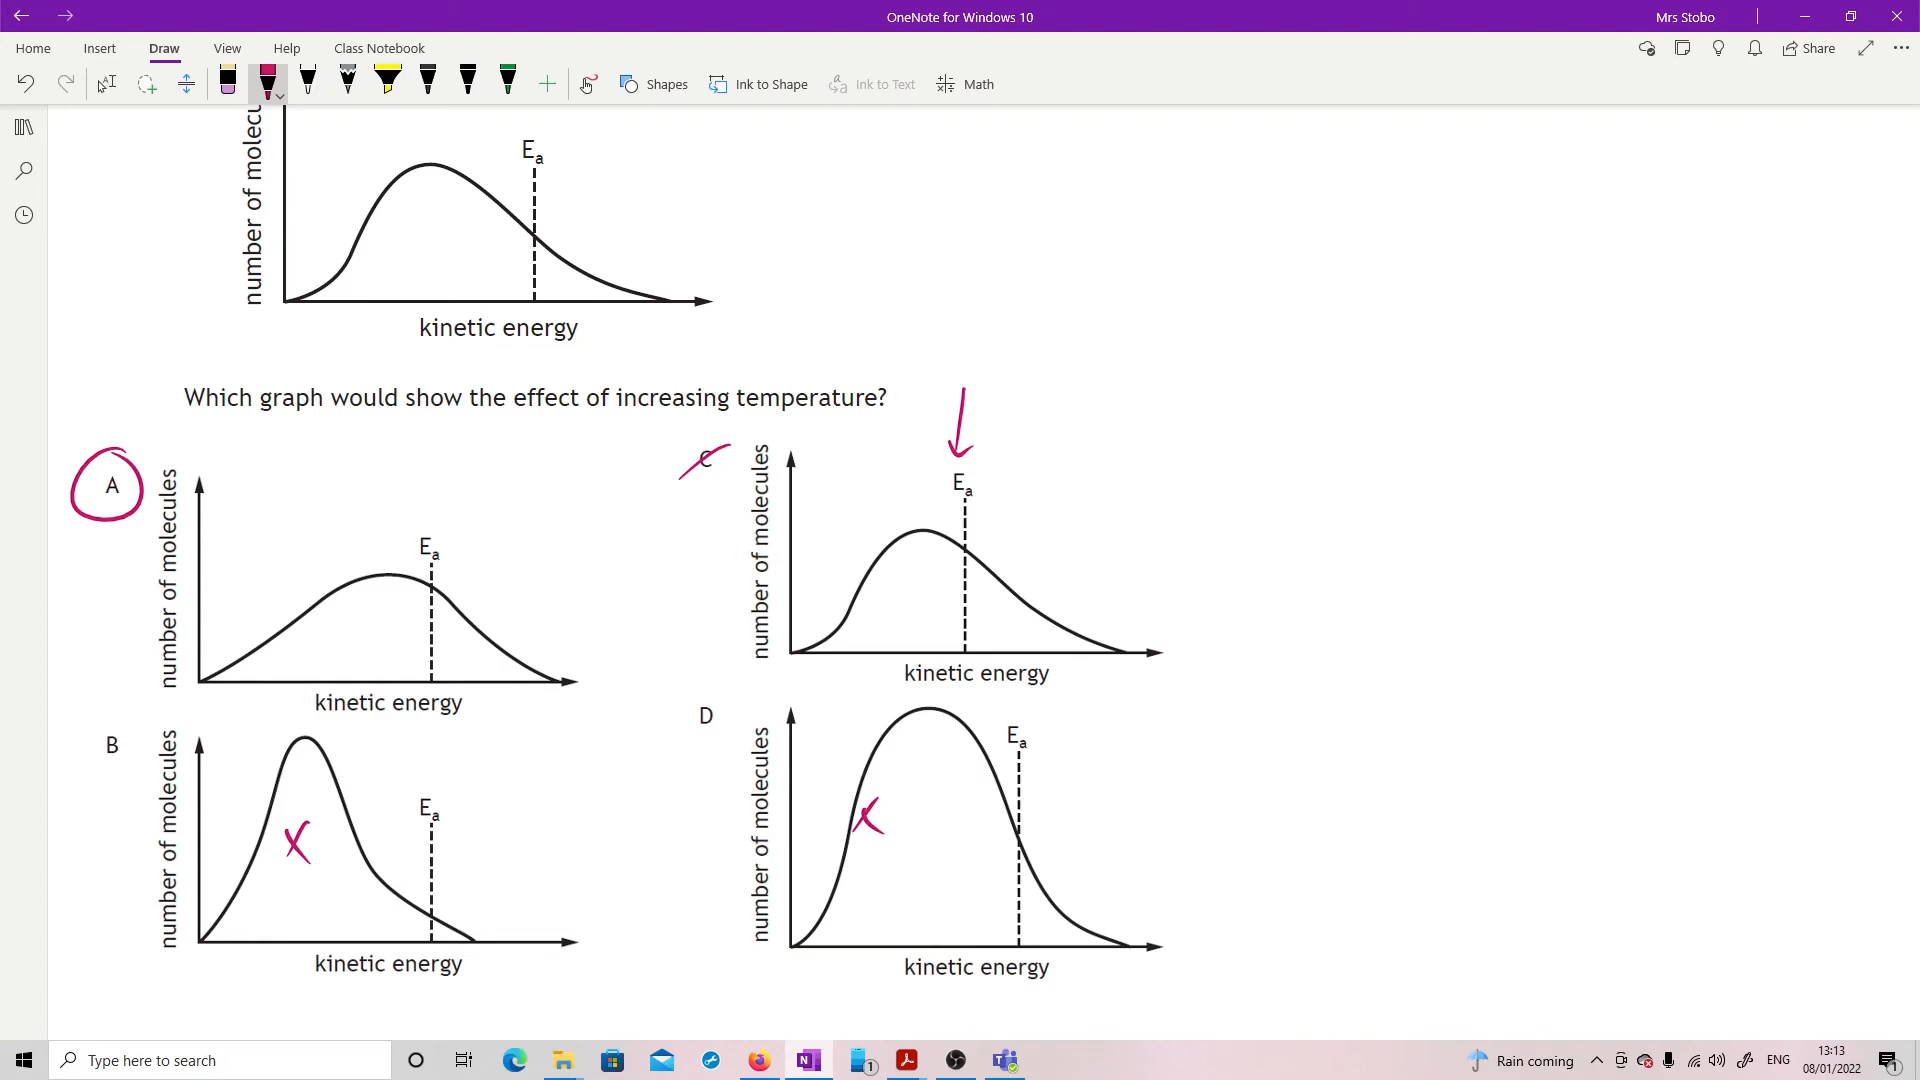 OneNote for Windows 10
Mrs Stobo
Home Insert Draw View Help Class Notebook
Share
Shapes Ink to Shape Ink to Text Math
number of molecu
Ea
kinetic energy
Which graph would show the effect of increasing temperature?
A
number of molecules
Ea
kinetic energy
C
number of molecules
Ea
kinetic energy
B
number of molecules
Ea
kinetic energy
D
number of molecules
Ea
kinetic energy
Type here to search
Rain coming
ENG
13:13
08/01/2022